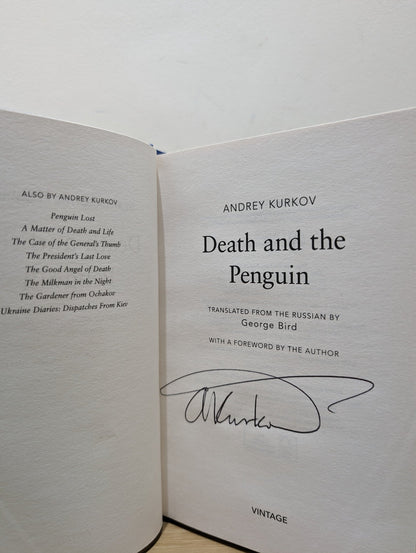 ALSO BY ANDREY KURKOV
Penguin Lost
A Matter of Death and Life
The Case of the General's Thumb
The President's Last Love
The Good Angel of Death
The Milkman in the Night
The Gardener from Ochakov
Ukraine Diaries: Dispatches From Kiev
ANDREY KURKOV
Death and the
Penguin
TRANSLATED FROM THE RUSSIAN BY
George Bird
WITH A FOREWORD BY THE AUTHOR
AKurkov
VINTAGE